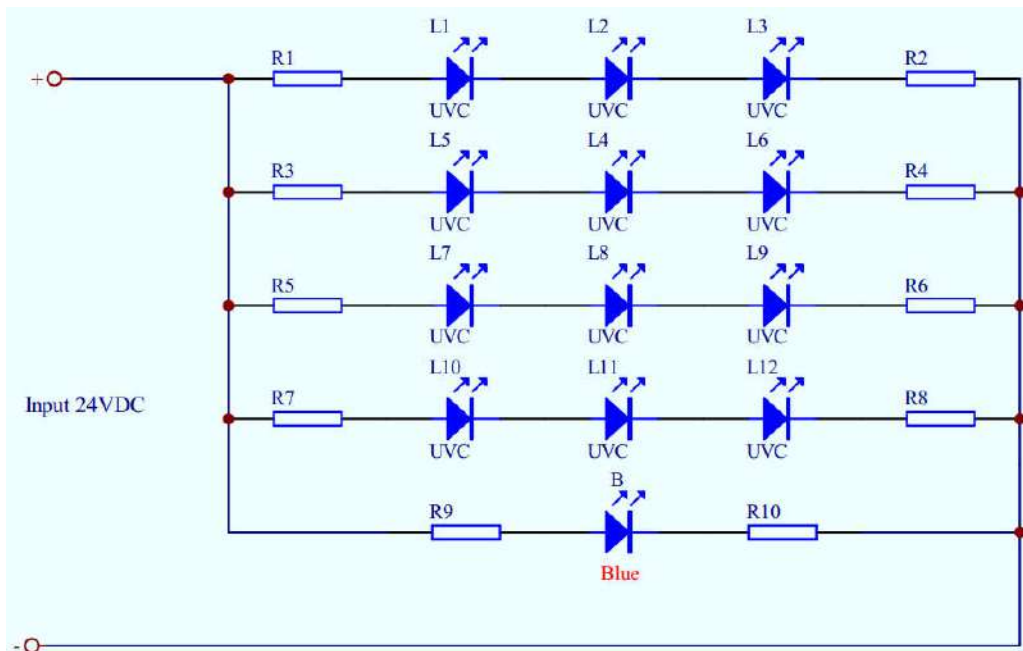 L1 L2 L3
+ R1 R2
UVC UVC UVC
L5 L4 L6
R3 R4
UVC UVC UVC
L7 L8 L9
R5 R6
UVC UVC UVC
L10 L11 L12
Input 24VDC R7 R8
UVC UVC UVC
B
R9 R10
Blue
-